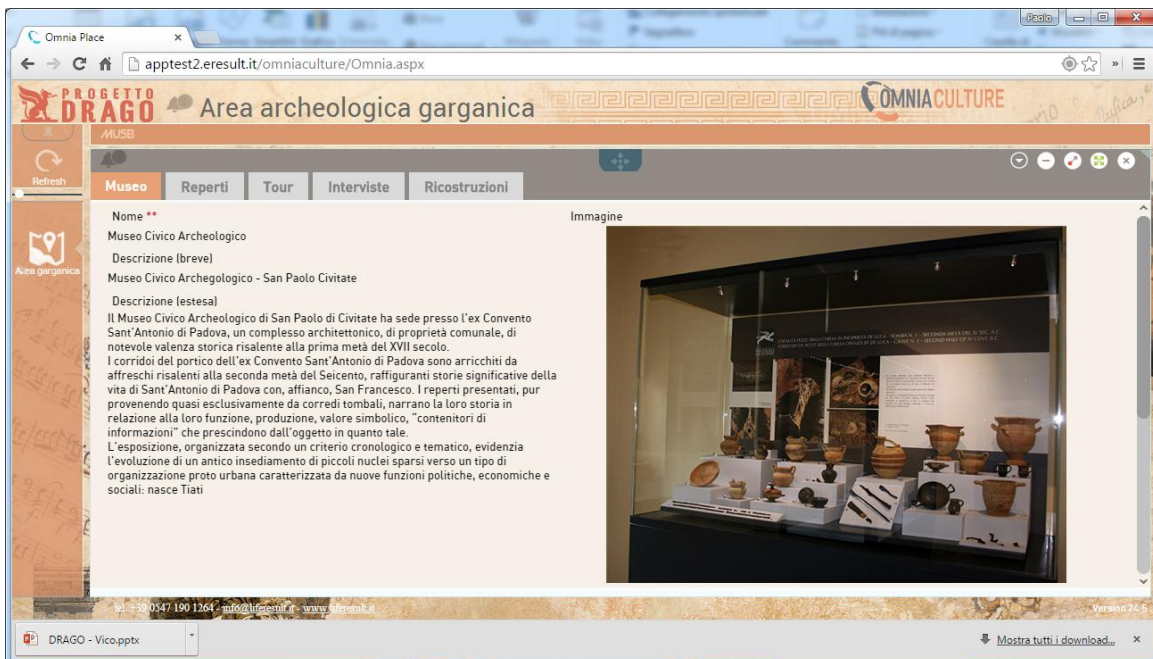 Paolo
Omnia Place
apptest2.eresult.it/omniaculture/Omnia.aspx
PROGETTO
DRAGO
Area archeologica garganica
OMNIACULTURE
MUSEI
Refresh
Museo
Reperti
Tour
Interviste
Ricostruzioni
Area garganica
Nome **
Museo Civico Archeologico
Descrizione (breve)
Museo Civico Archegologico - San Paolo Civitate
Descrizione (estesa)
Il Museo Civico Archeologico di San Paolo di Civitate ha sede presso l'ex Convento
Sant'Antonio di Padova, un complesso architettonico, di proprietà comunale, di
notevole valenza storica risalente alla prima metà del XVII secolo.
I corridoi del portico dell'ex Convento Sant'Antonio di Padova sono arricchiti da
affreschi risalenti alla seconda metà del Seicento, raffiguranti storie significative della
vita di Sant'Antonio di Padova con, affianco, San Francesco. I reperti presentati, pur
provenendo quasi esclusivamente da corredi tombali, narrano la loro storia in
relazione alla loro funzione, produzione, valore simbolico, "contenitori di
informazioni" che prescindono dall'oggetto in quanto tale.
L'esposizione, organizzata secondo un criterio cronologico e tematico, evidenzia
l'evoluzione di un antico insediamento di piccoli nuclei sparsi verso un tipo di
organizzazione proto urbana caratterizzata da nuove funzioni politiche, economiche e
sociali: nasce Tiati
Immagine
tel. +39 0547 190 1264 - info@liferesult.it - www.liferesult.it
Version 24.5
DRAGO - Vico.pptx
Mostra tutti i download...